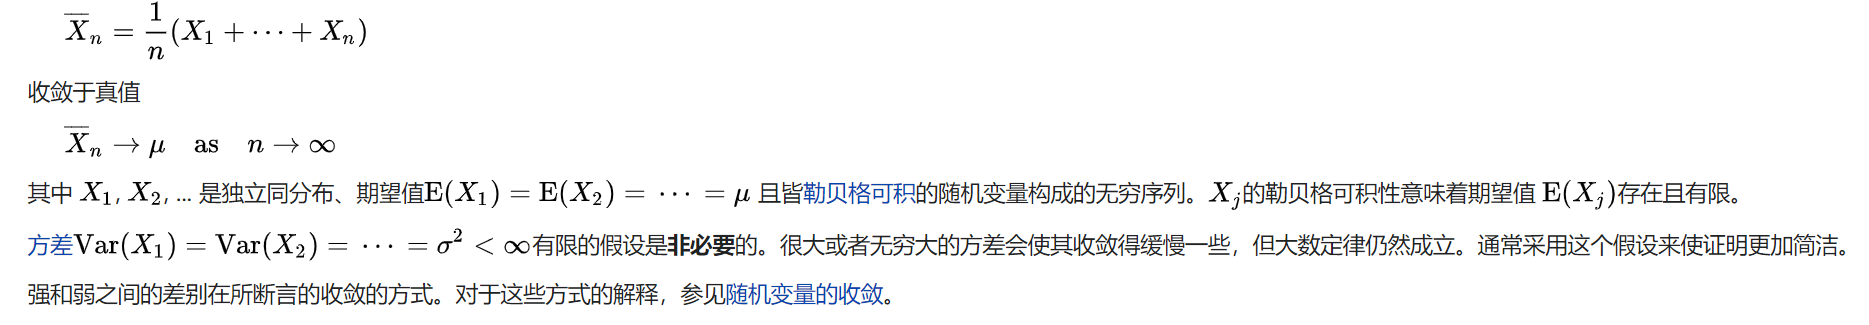 $\overline{X}_n = \frac{1}{n}(X_1 + \cdots + X_n)$
收敛于真值
$\overline{X}_n \to \mu \quad \text{as} \quad n \to \infty$
其中 $X_1$, $X_2$, ... 是独立同分布、期望值$\mathrm{E}(X_1) = \mathrm{E}(X_2) = \cdots = \mu$ 且皆勒贝格可积的随机变量构成的无穷序列。$X_j$的勒贝格可积性意味着期望值 $\mathrm{E}(X_j)$存在且有限。
方差$\mathrm{Var}(X_1) = \mathrm{Var}(X_2) = \cdots = \sigma^2 < \infty$有限的假设是非必要的。很大或者无穷大的方差会使其收敛得缓慢一些，但大数定律仍然成立。通常采用这个假设来使证明更加简洁。
强和弱之间的差别在所断言的收敛的方式。对于这些方式的解释，参见随机变量的收敛。